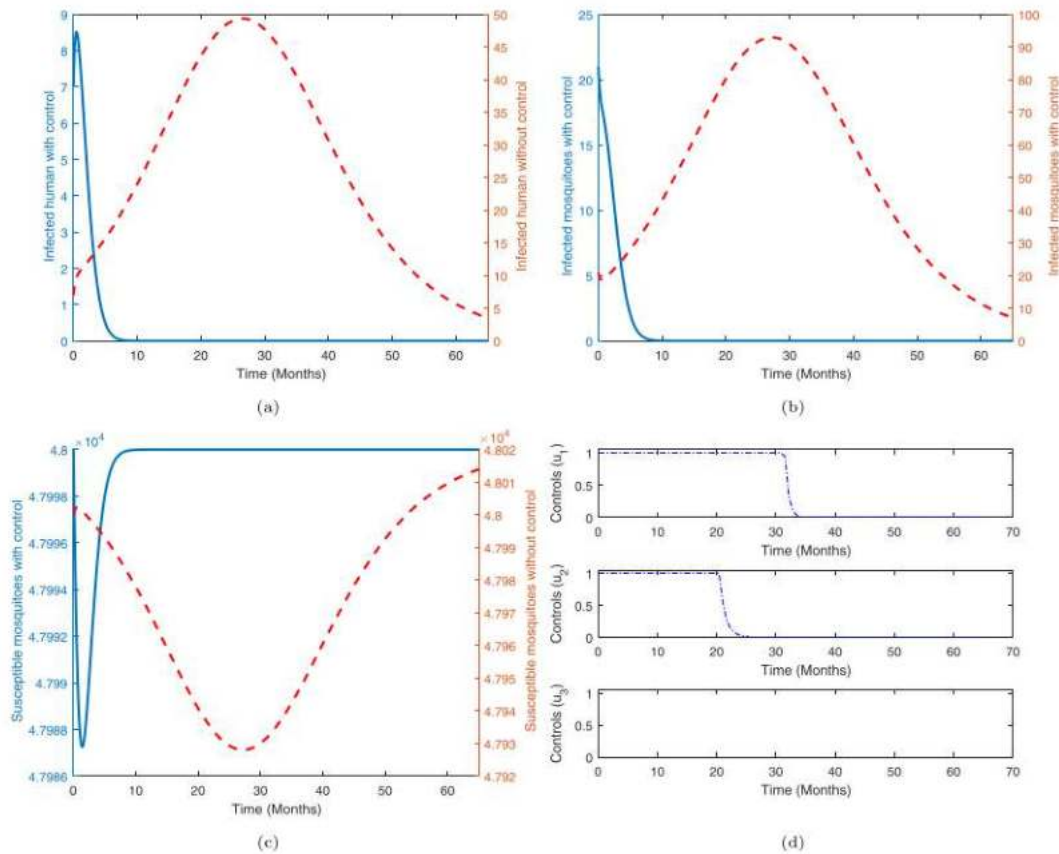 9
8
7
6
5
4
3
2
1
0
Infected human with control
50
45
40
35
30
25
20
15
10
5
0
Infected human without control
0 10 20 30 40 50 60
Time (Months)
(a)
25
20
15
10
5
0
Infected mosquitoes with control
100
90
80
70
60
50
40
30
20
10
0
Infected mosquitoes with control
0 10 20 30 40 50 60
Time (Months)
(b)
×10⁴
4.8
4.7998
4.7996
4.7994
4.7992
4.799
4.7988
4.7986
Susceptible mosquitoes with control
×10⁴
4.802
4.801
4.8
4.799
4.798
4.797
4.796
4.795
4.794
4.793
4.792
Susceptible mosquitoes without control
0 10 20 30 40 50 60
Time (Months)
(c)
Controls (u₁)
1
0.5
0
0 10 20 30 40 50 60 70
Time (Months)
Controls (u₂)
1
0.5
0
0 10 20 30 40 50 60 70
Time (Months)
Controls (u₃)
1
0.5
0
0 10 20 30 40 50 60 70
Time (Months)
(d)